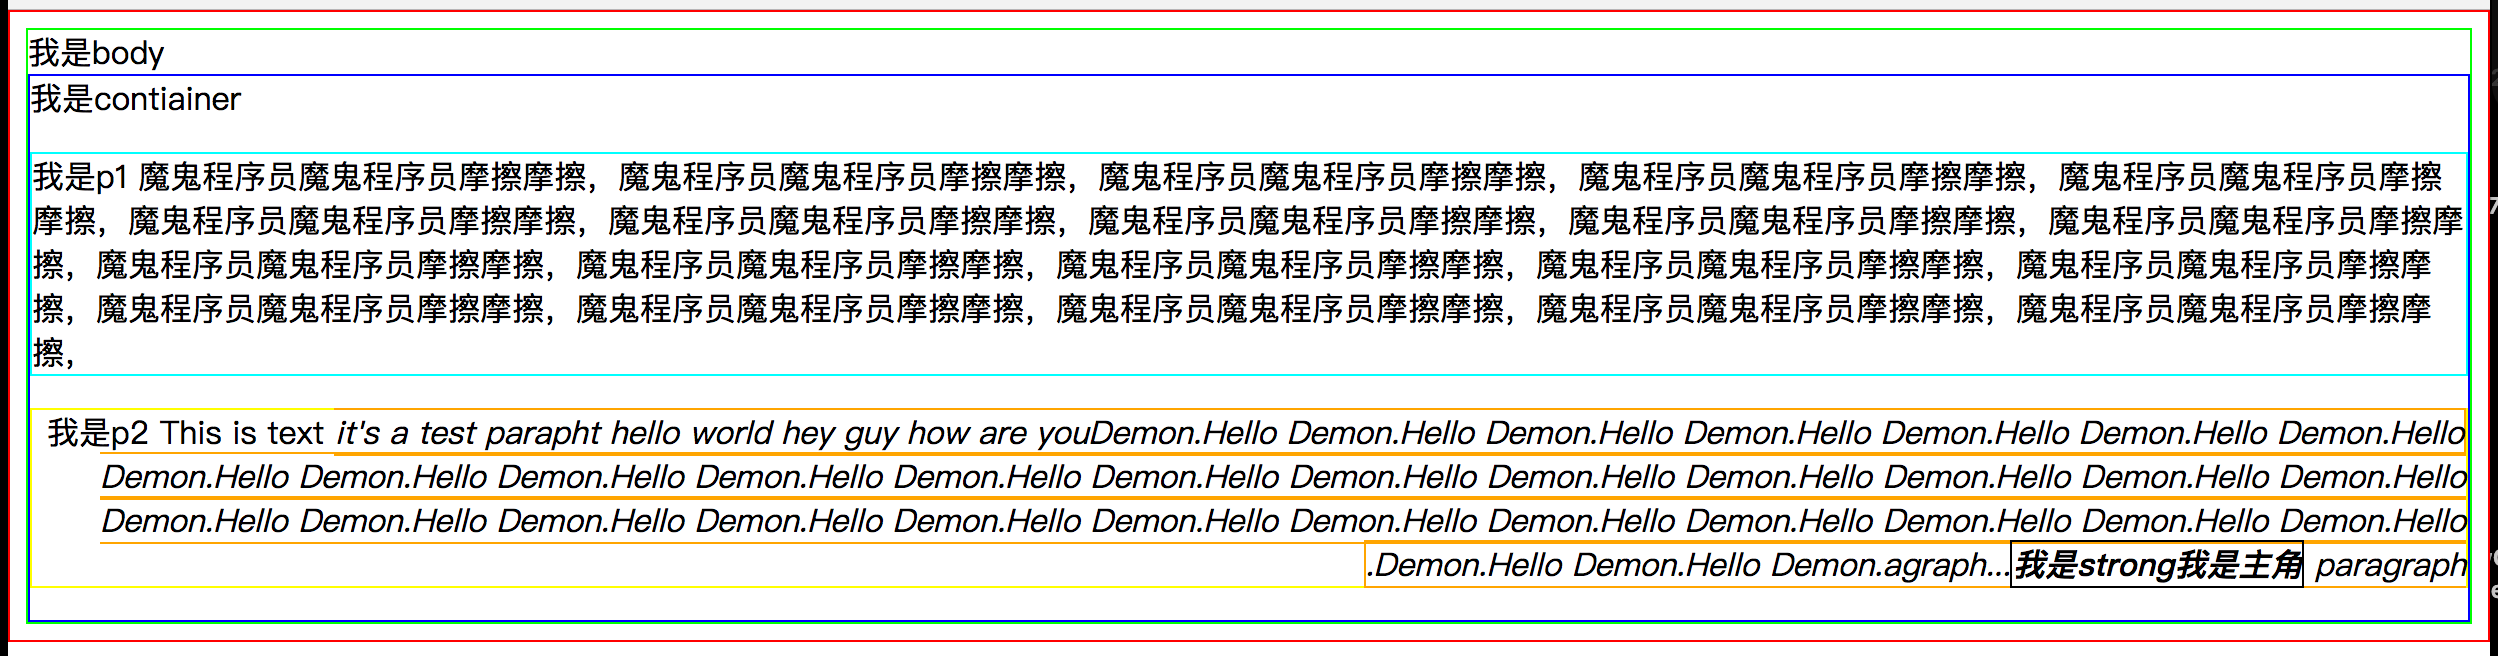 我是body
我是contiainer
我是p1 魔鬼程序员魔鬼程序员摩擦摩擦，魔鬼程序员魔鬼程序员摩擦摩擦，魔鬼程序员魔鬼程序员摩擦摩擦，魔鬼程序员魔鬼程序员摩擦摩擦，魔鬼程序员魔鬼程序员摩擦
摩擦，魔鬼程序员魔鬼程序员摩擦摩擦，魔鬼程序员魔鬼程序员摩擦摩擦，魔鬼程序员魔鬼程序员摩擦摩擦，魔鬼程序员魔鬼程序员摩擦摩擦，魔鬼程序员魔鬼程序员摩擦摩
擦，魔鬼程序员魔鬼程序员摩擦摩擦，魔鬼程序员魔鬼程序员摩擦摩擦，魔鬼程序员魔鬼程序员摩擦摩擦，魔鬼程序员魔鬼程序员摩擦摩擦，魔鬼程序员魔鬼程序员摩擦摩
擦，魔鬼程序员魔鬼程序员摩擦摩擦，魔鬼程序员魔鬼程序员摩擦摩擦，魔鬼程序员魔鬼程序员摩擦摩擦，魔鬼程序员魔鬼程序员摩擦摩擦，魔鬼程序员魔鬼程序员摩擦摩
擦，
我是p2 This is text it's a test parapht hello world hey guy how are youDemon.Hello Demon.Hello Demon.Hello Demon.Hello Demon.Hello Demon.Hello Demon.Hello
Demon.Hello Demon.Hello Demon.Hello Demon.Hello Demon.Hello Demon.Hello Demon.Hello Demon.Hello Demon.Hello Demon.Hello Demon.Hello Demon.Hello
Demon.Hello Demon.Hello Demon.Hello Demon.Hello Demon.Hello Demon.Hello Demon.Hello Demon.Hello Demon.Hello Demon.Hello Demon.Hello Demon.Hello
.Demon.Hello Demon.Hello Demon.agraph...我是strong我是主角 paragraph